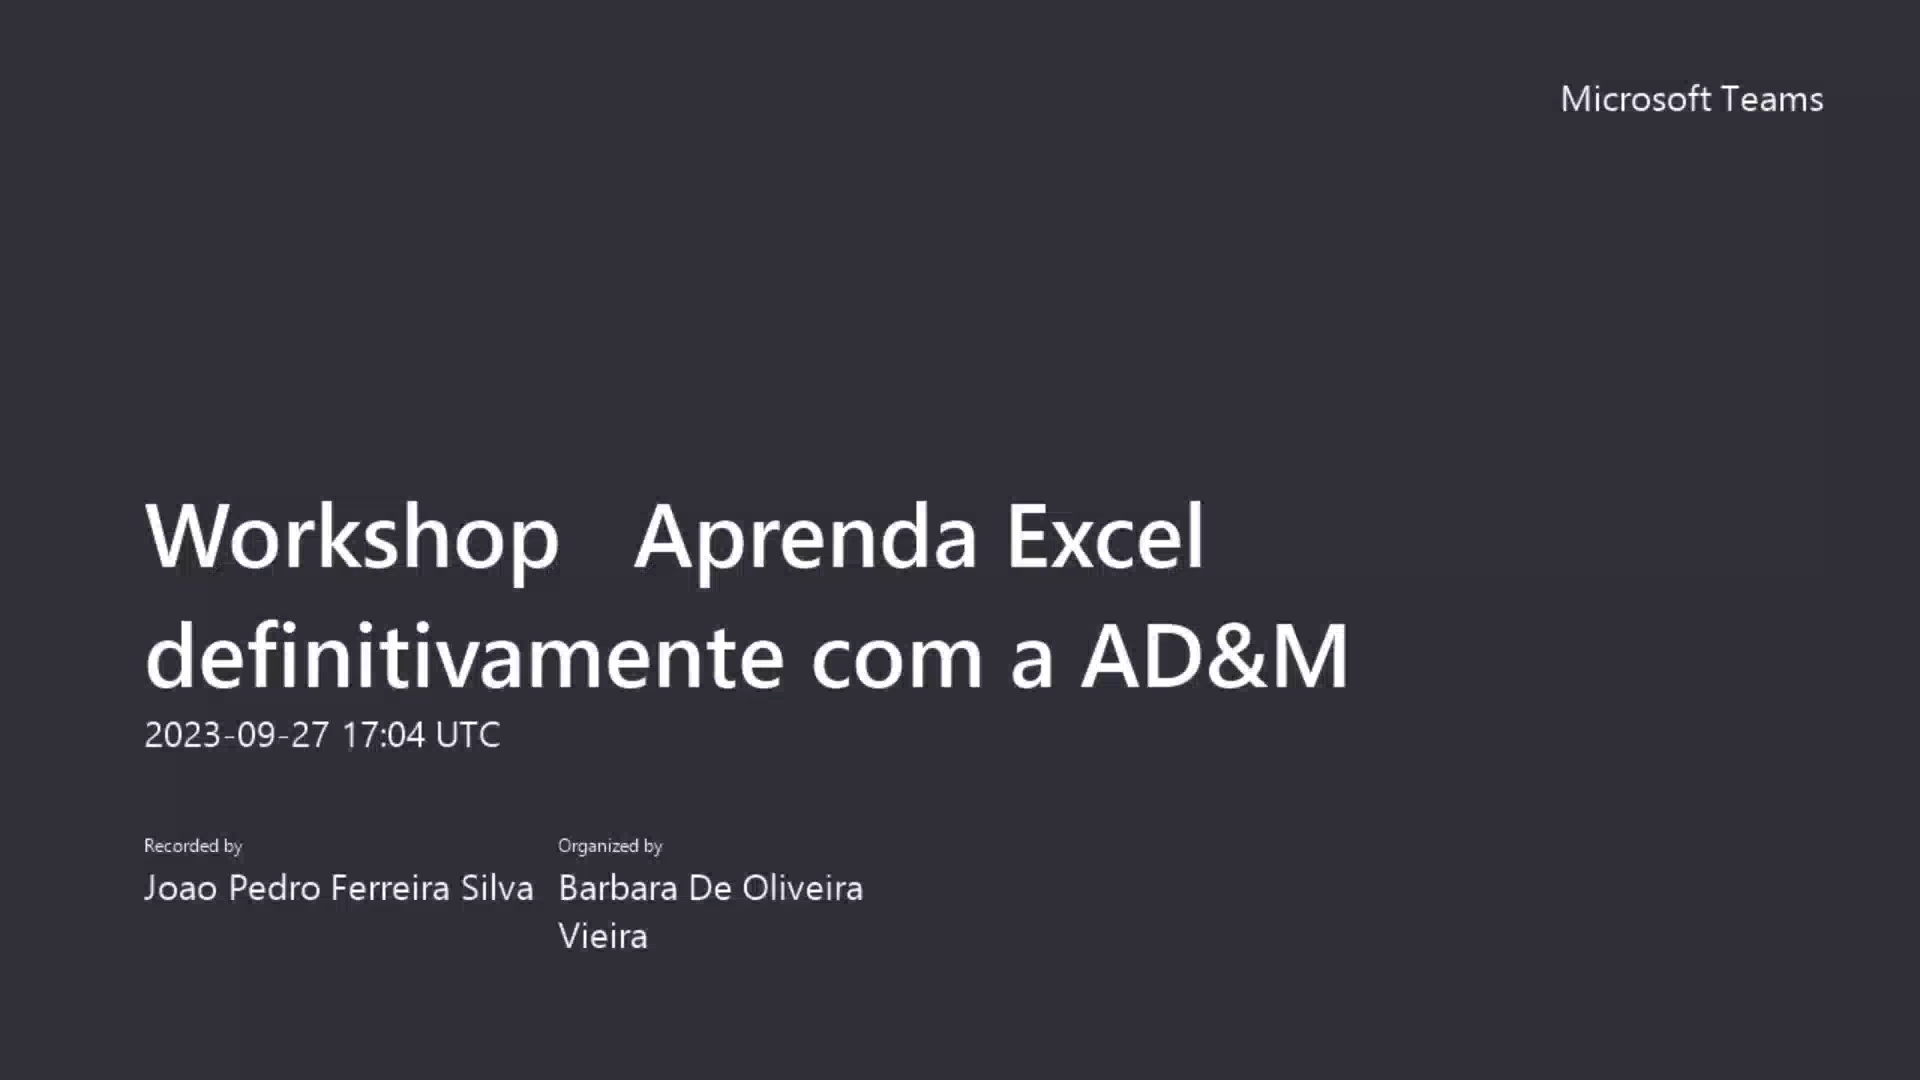 Microsoft Teams
Workshop   Aprenda Excel
definitivamente com a AD&M
2023-09-27 17:04 UTC
Recorded by
Joao Pedro Ferreira Silva
Organized by
Barbara De Oliveira
Vieira